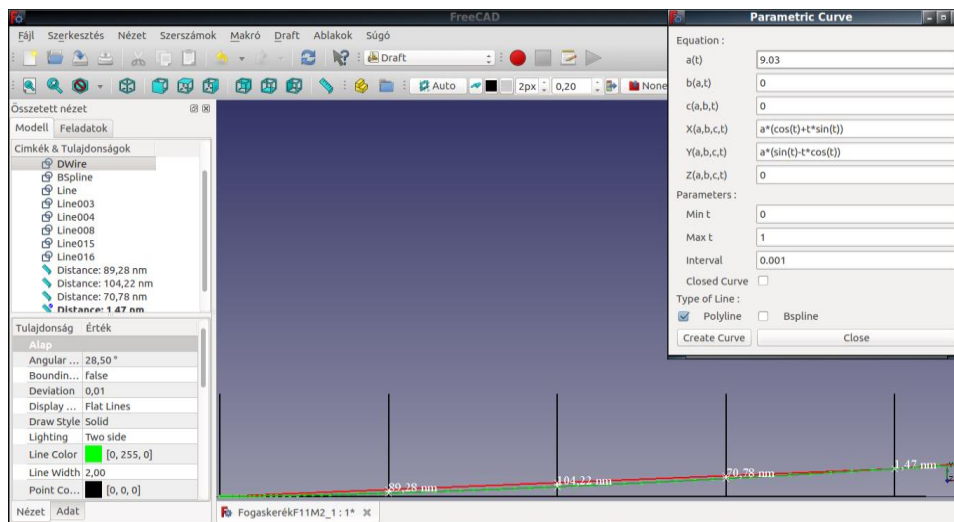 FreeCAD
Fájl Szerkesztés Nézet Szerszámok Makró Draft Ablakok Súgó
Draft
Auto 2px 0,20 None
Összetett nézet
Modell Feladatok
Cimkék & Tulajdonságok
DWire
BSpline
Line
Line003
Line004
Line008
Line015
Line016
Distance: 89,28 nm
Distance: 104,22 nm
Distance: 70,78 nm
Distance: 1,47 nm
Tulajdonság Érték
Alap
Angular ... 28,50 °
Boundin... false
Deviation 0,01
Display ... Flat Lines
Draw Style Solid
Lighting Two side
Line Color [0, 255, 0]
Line Width 2,00
Point Co... [0, 0, 0]
Nézet Adat
Parametric Curve
Equation :
a(t) 9.03
b(a,t) 0
c(a,b,t) 0
X(a,b,c,t) a*(cos(t)+t*sin(t))
Y(a,b,c,t) a*(sin(t)-t*cos(t))
Z(a,b,c,t) 0
Parameters :
Min t 0
Max t 1
Interval 0.001
Closed Curve
Type of Line :
Polyline Bspline
Create Curve Close
89,28 nm 104,22 nm 70,78 nm 1,47 nm
FogaskerékF11M2_1 : 1*